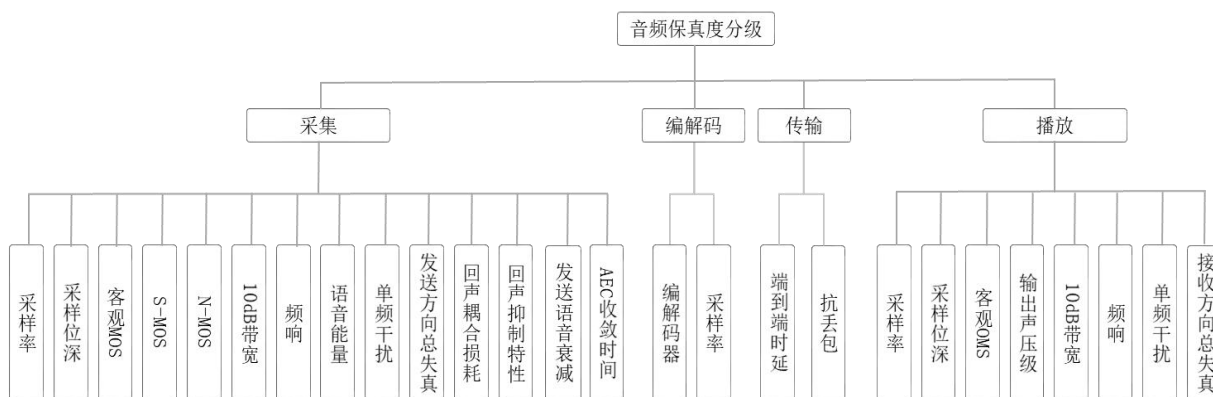 音频保真度分级
采集
编解码
传输
播放
采样率
采样位深
客观MOS
S-MOS
N-MOS
10dB带宽
频响
语音能量
单频干扰
发送方向总失真
回声耦合损耗
回声抑制特性
发送语音衰减
AEC收敛时间
编解码器
采样率
端到端时延
抗丢包
采样率
采样位深
客观OMS
输出声压级
10dB带宽
频响
单频干扰
接收方向总失真